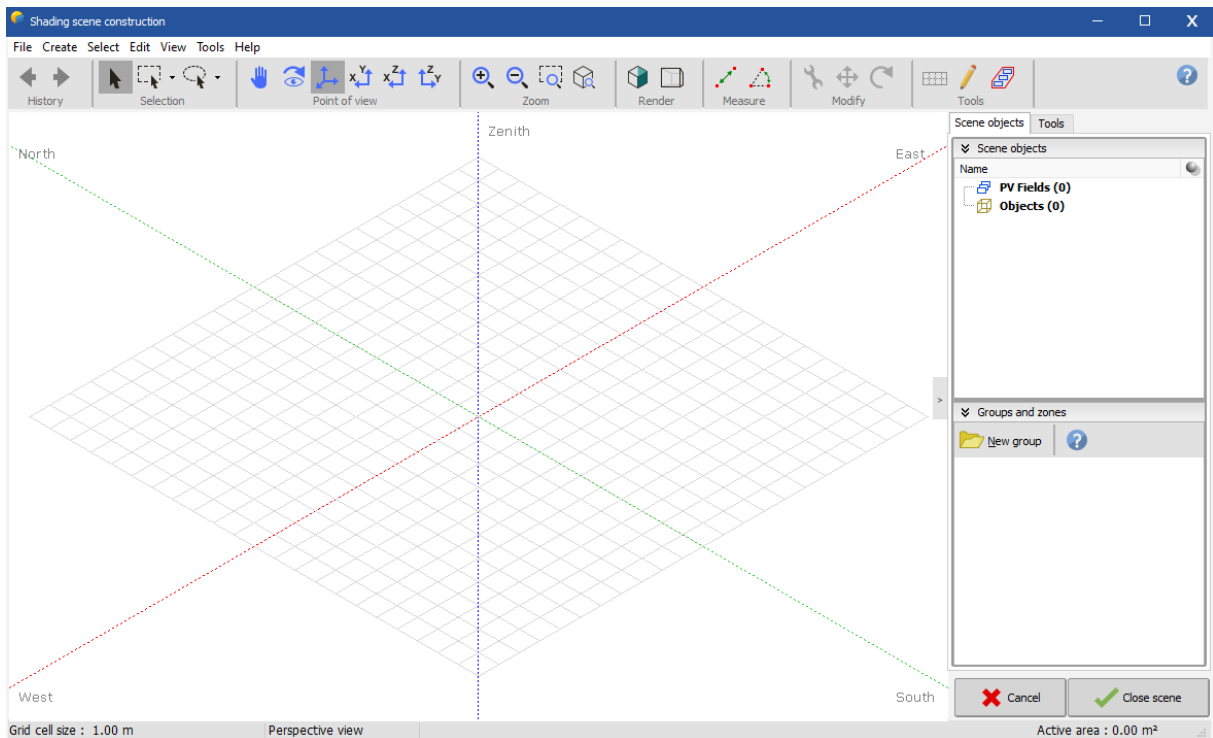 Shading scene construction
File Create Select Edit View Tools Help
History Selection Point of view Zoom Render Measure Modify Tools
Scene objects Tools
Zenith
North
East
Scene objects
Name
PV Fields (0)
Objects (0)
>
Groups and zones
New group
West
South
Cancel Close scene
Grid cell size : 1.00 m Perspective view Active area : 0.00 m²